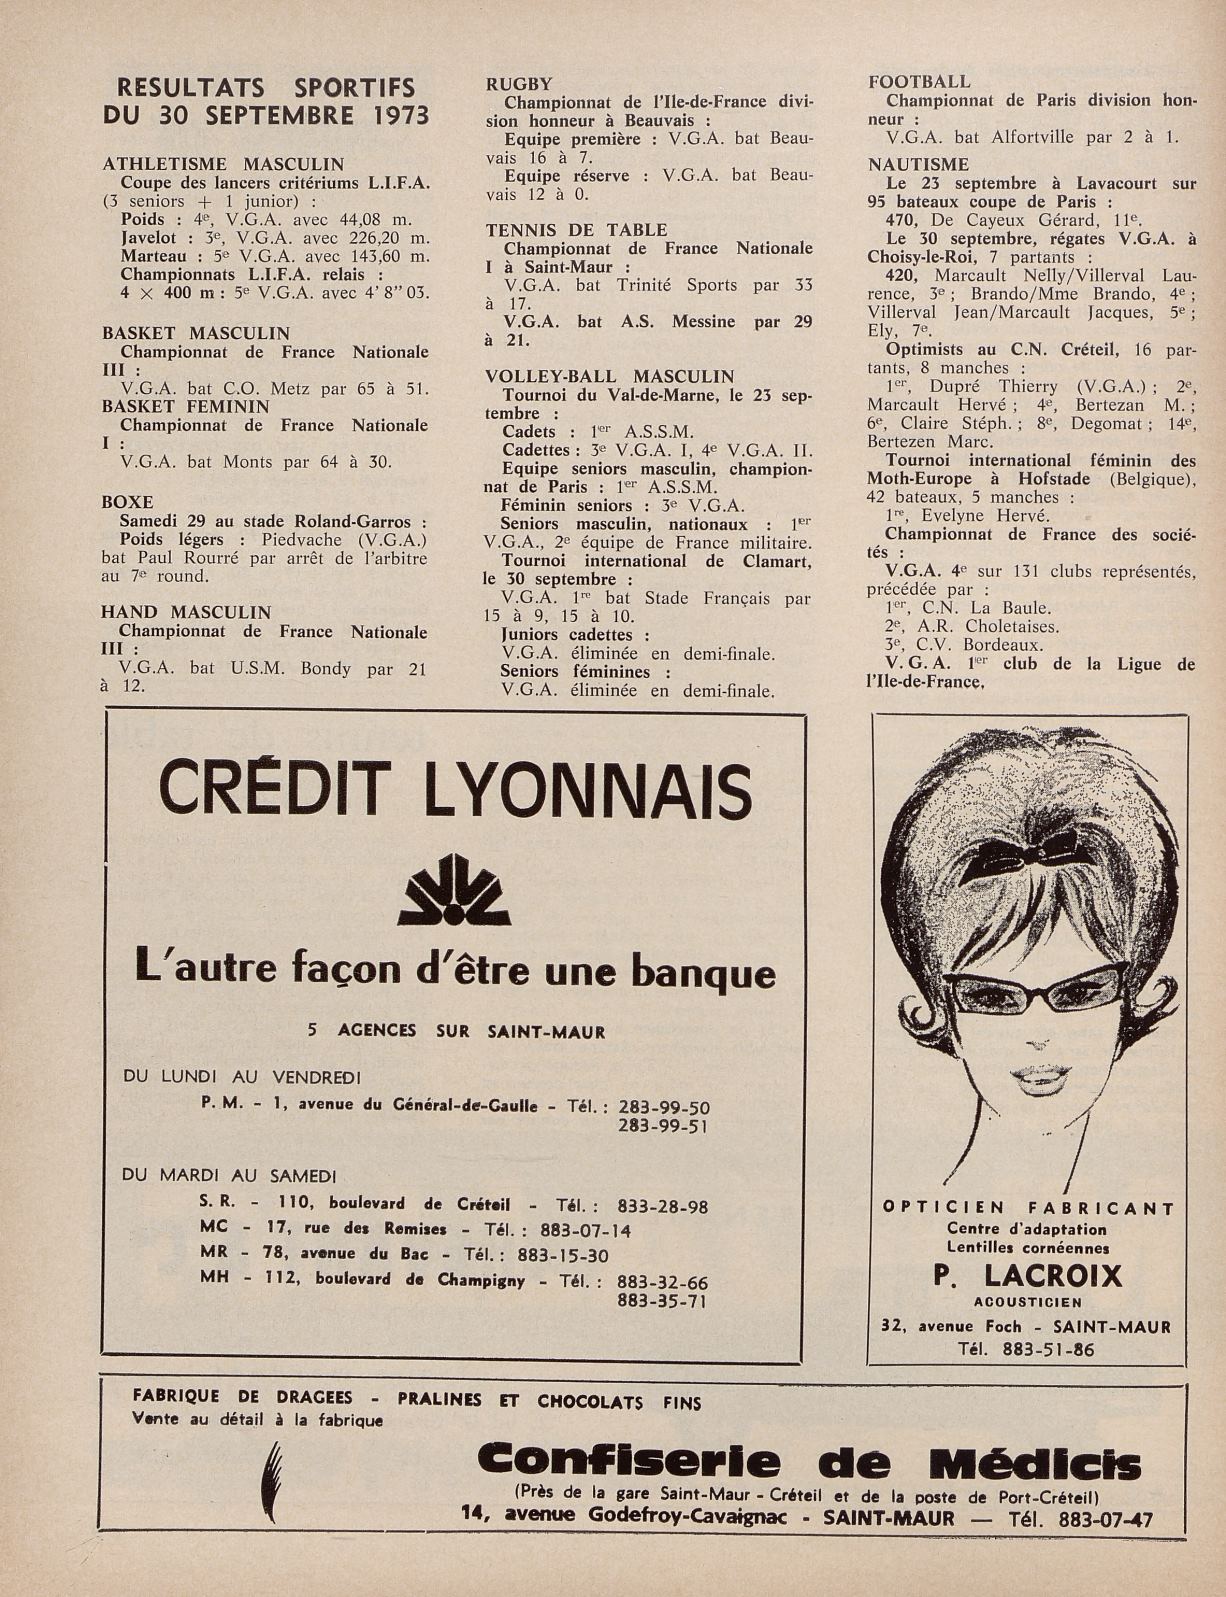 RESULTATS SPORTIFS
DU 30 SEPTEMBRE 1973
ATHLETISME MASCULIN
Coupe des lancers critériums L.I.F.A.
(3 seniors + 1 junior) :
Poids : 4e, V.G.A. avec 44,08 m.
Javelot : 3e, V.G.A. avec 226,20 m.
Marteau : 5e V.G.A. avec 143,60 m.
Championnats L.I.F.A. relais :
4 × 400 m : 5e V.G.A. avec 4' 8" 03.
BASKET MASCULIN
Championnat de France Nationale
III :
V.G.A. bat C.O. Metz par 65 à 51.
BASKET FEMININ
Championnat de France Nationale
I :
V.G.A. bat Monts par 64 à 30.
BOXE
Samedi 29 au stade Roland-Garros :
Poids légers : Piedvache (V.G.A.)
bat Paul Rourré par arrêt de l'arbitre
au 7e round.
HAND MASCULIN
Championnat de France Nationale
III :
V.G.A. bat U.S.M. Bondy par 21
à 12.
RUGBY
Championnat de l'Ile-de-France divi-
sion honneur à Beauvais :
Equipe première : V.G.A. bat Beau-
vais 16 à 7.
Equipe réserve : V.G.A. bat Beau-
vais 12 à 0.
TENNIS DE TABLE
Championnat de France Nationale
I à Saint-Maur :
V.G.A. bat Trinité Sports par 33
à 17.
V.G.A. bat A.S. Messine par 29
à 21.
VOLLEY-BALL MASCULIN
Tournoi du Val-de-Marne, le 23 sep-
tembre :
Cadets : 1er A.S.S.M.
Cadettes : 3e V.G.A. I, 4e V.G.A. II.
Equipe seniors masculin, champion-
nat de Paris : 1er A.S.S.M.
Féminin seniors : 3e V.G.A.
Seniors masculin, nationaux : 1er
V.G.A., 2e équipe de France militaire.
Tournoi international de Clamart,
le 30 septembre :
V.G.A. 1re bat Stade Français par
15 à 9, 15 à 10.
Juniors cadettes :
V.G.A. éliminée en demi-finale.
Seniors féminines :
V.G.A. éliminée en demi-finale.
FOOTBALL
Championnat de Paris division hon-
neur :
V.G.A. bat Alfortville par 2 à 1.
NAUTISME
Le 23 septembre à Lavacourt sur
95 bateaux coupe de Paris :
470, De Cayeux Gérard, 11e.
Le 30 septembre, régates V.G.A. à
Choisy-le-Roi, 7 partants :
420, Marcault Nelly/Villerval Lau-
rence, 3e ; Brando/Mme Brando, 4e ;
Villerval Jean/Marcault Jacques, 5e ;
Ely, 7e.
Optimists au C.N. Créteil, 16 par-
tants, 8 manches :
1er, Dupré Thierry (V.G.A.) ; 2e,
Marcault Hervé ; 4e, Bertezan M. ;
6e, Claire Stéph. ; 8e, Degomat ; 14e,
Bertezen Marc.
Tournoi international féminin des
Moth-Europe à Hofstade (Belgique),
42 bateaux, 5 manches :
1re, Evelyne Hervé.
Championnat de France des socié-
tés :
V.G.A. 4e sur 131 clubs représentés,
précédée par :
1er, C.N. La Baule.
2e, A.R. Choletaises.
3e, C.V. Bordeaux.
V.G.A. 1er club de la Ligue de
l'Ile-de-France.
CRÉDIT LYONNAIS
L'autre façon d'être une banque
5 AGENCES SUR SAINT-MAUR
DU LUNDI AU VENDREDI
P. M. - 1, avenue du Général-de-Gaulle - Tél. : 283-99-50
283-99-51
DU MARDI AU SAMEDI
S. R. - 110, boulevard de Créteil - Tél. : 833-28-98
MC - 17, rue des Remises - Tél. : 883-07-14
MR - 78, avenue du Bac - Tél. : 883-15-30
MH - 112, boulevard de Champigny - Tél. : 883-32-66
883-35-71
OPTICIEN FABRICANT
Centre d'adaptation
Lentilles cornéennes
P. LACROIX
ACOUSTICIEN
32, avenue Foch - SAINT-MAUR
Tél. 883-51-86
FABRIQUE DE DRAGEES - PRALINES ET CHOCOLATS FINS
Vente au détail à la fabrique
Confiserie de Médicis
(Près de la gare Saint-Maur - Créteil et de la poste de Port-Créteil)
14, avenue Godefroy-Cavaignac - SAINT-MAUR — Tél. 883-07-47